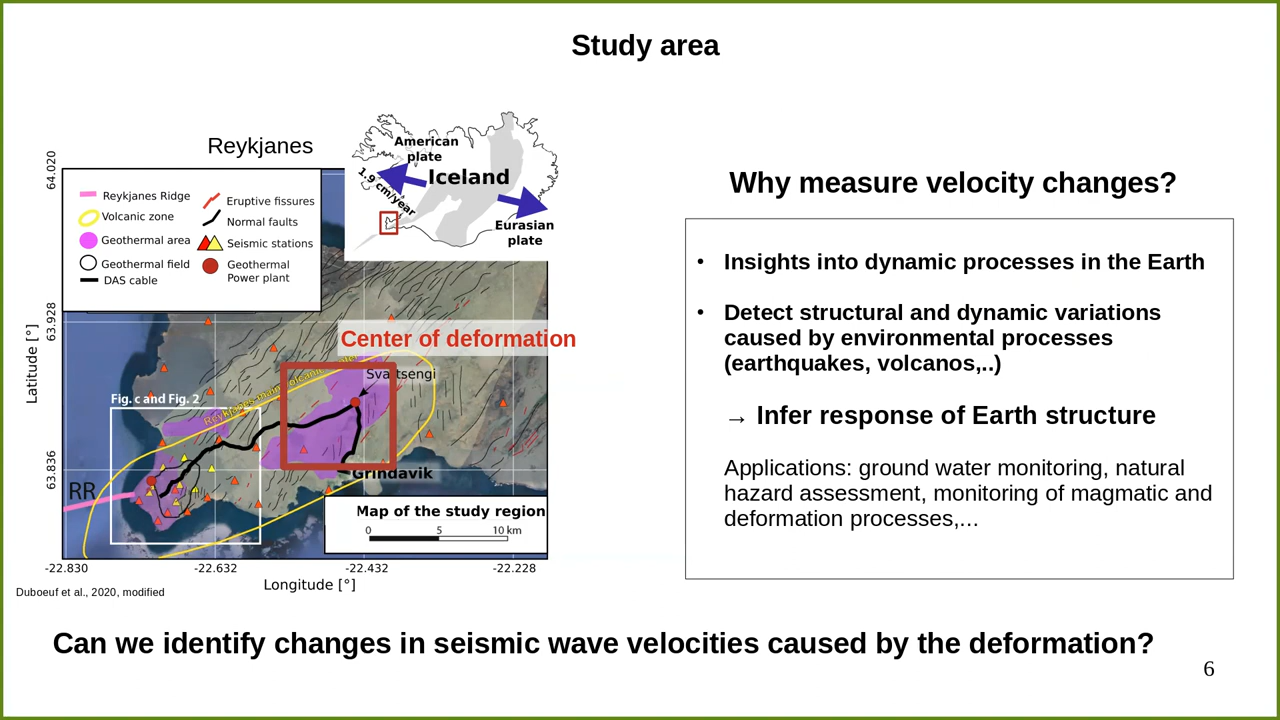 Study area
Reykjanes
American
plate
1.9 cm/year
Iceland
Eurasian
plate
Reykjanes Ridge
Volcanic zone
Geothermal area
Geothermal field
DAS cable
Eruptive fissures
Normal faults
Seismic stations
Geothermal
Power plant
64.020
63.928
63.836
Latitude [°]
Center of deformation
Svartsengi
Fig. c and Fig. 2
Grindavik
RR
Map of the study region
0 5 10 km
-22.830 -22.632 -22.432 -22.228
Longitude [°]
Duboeuf et al., 2020, modified
Why measure velocity changes?
• Insights into dynamic processes in the Earth
• Detect structural and dynamic variations
caused by environmental processes
(earthquakes, volcanos,..)
→ Infer response of Earth structure
Applications: ground water monitoring, natural
hazard assessment, monitoring of magmatic and
deformation processes,...
Can we identify changes in seismic wave velocities caused by the deformation?
6